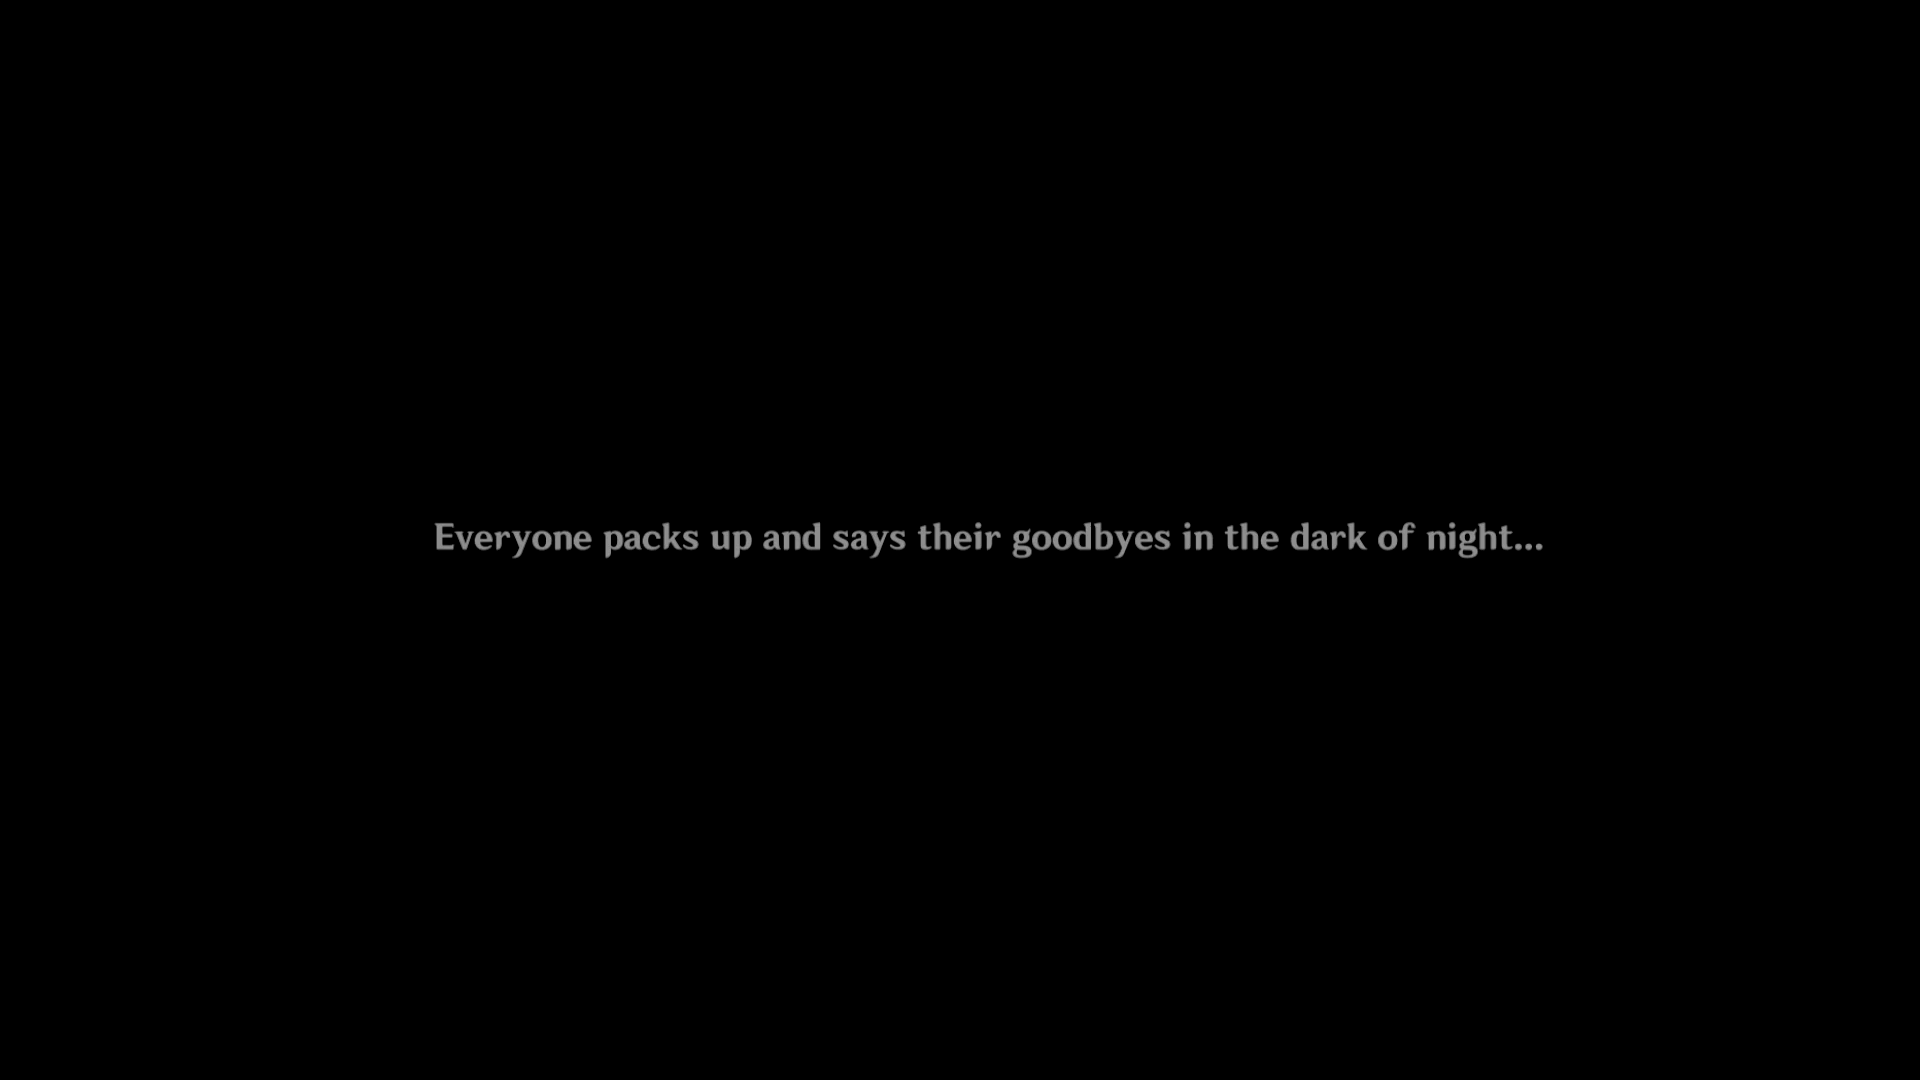 Everyone packs up and says their goodbyes in the dark of night...